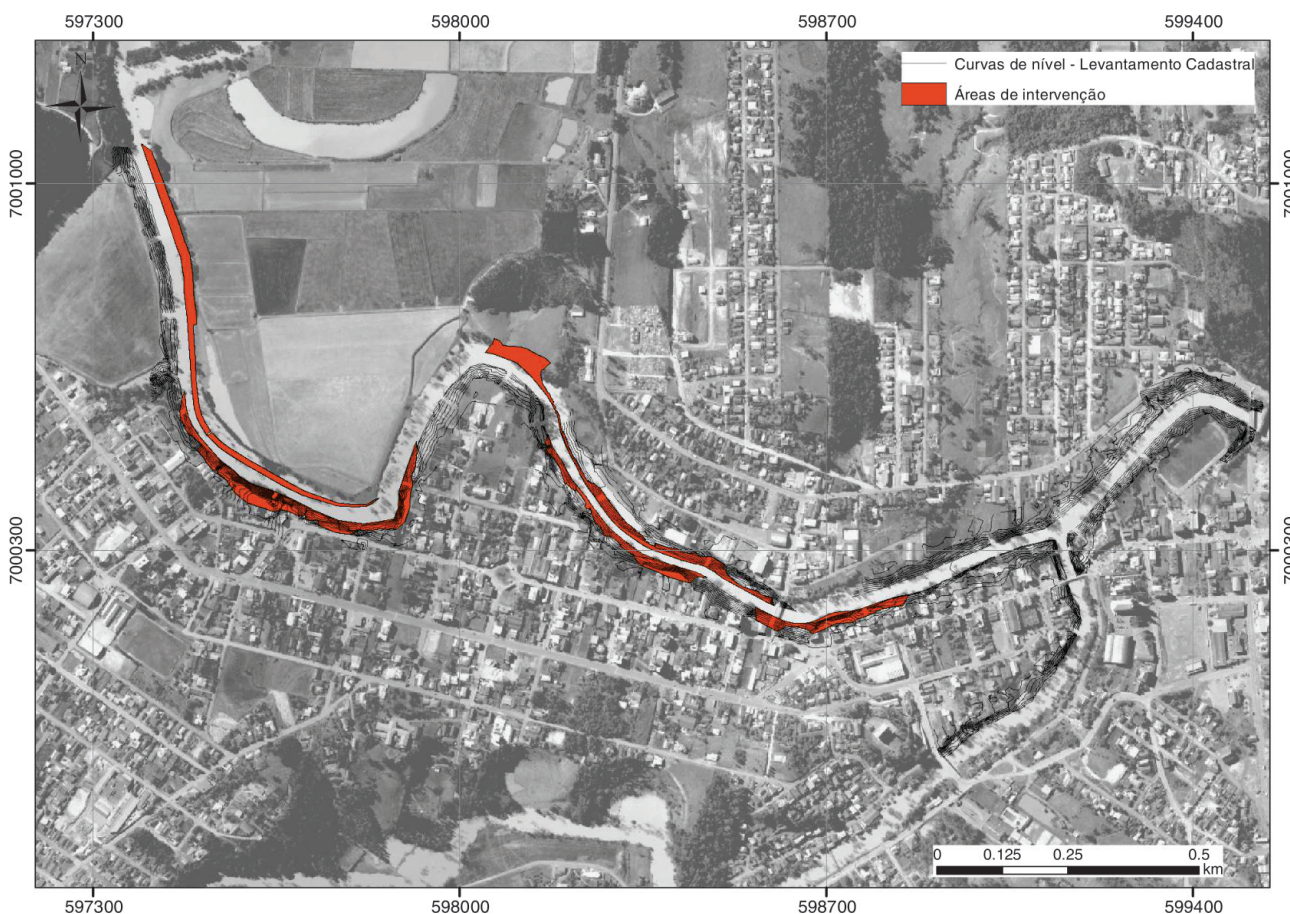 597300 598000 598700 599400
N
Curvas de nível - Levantamento Cadastral
Áreas de intervenção
7001000 7001000
7000300 7000300
0 0.125 0.25 0.5
km
597300 598000 598700 599400